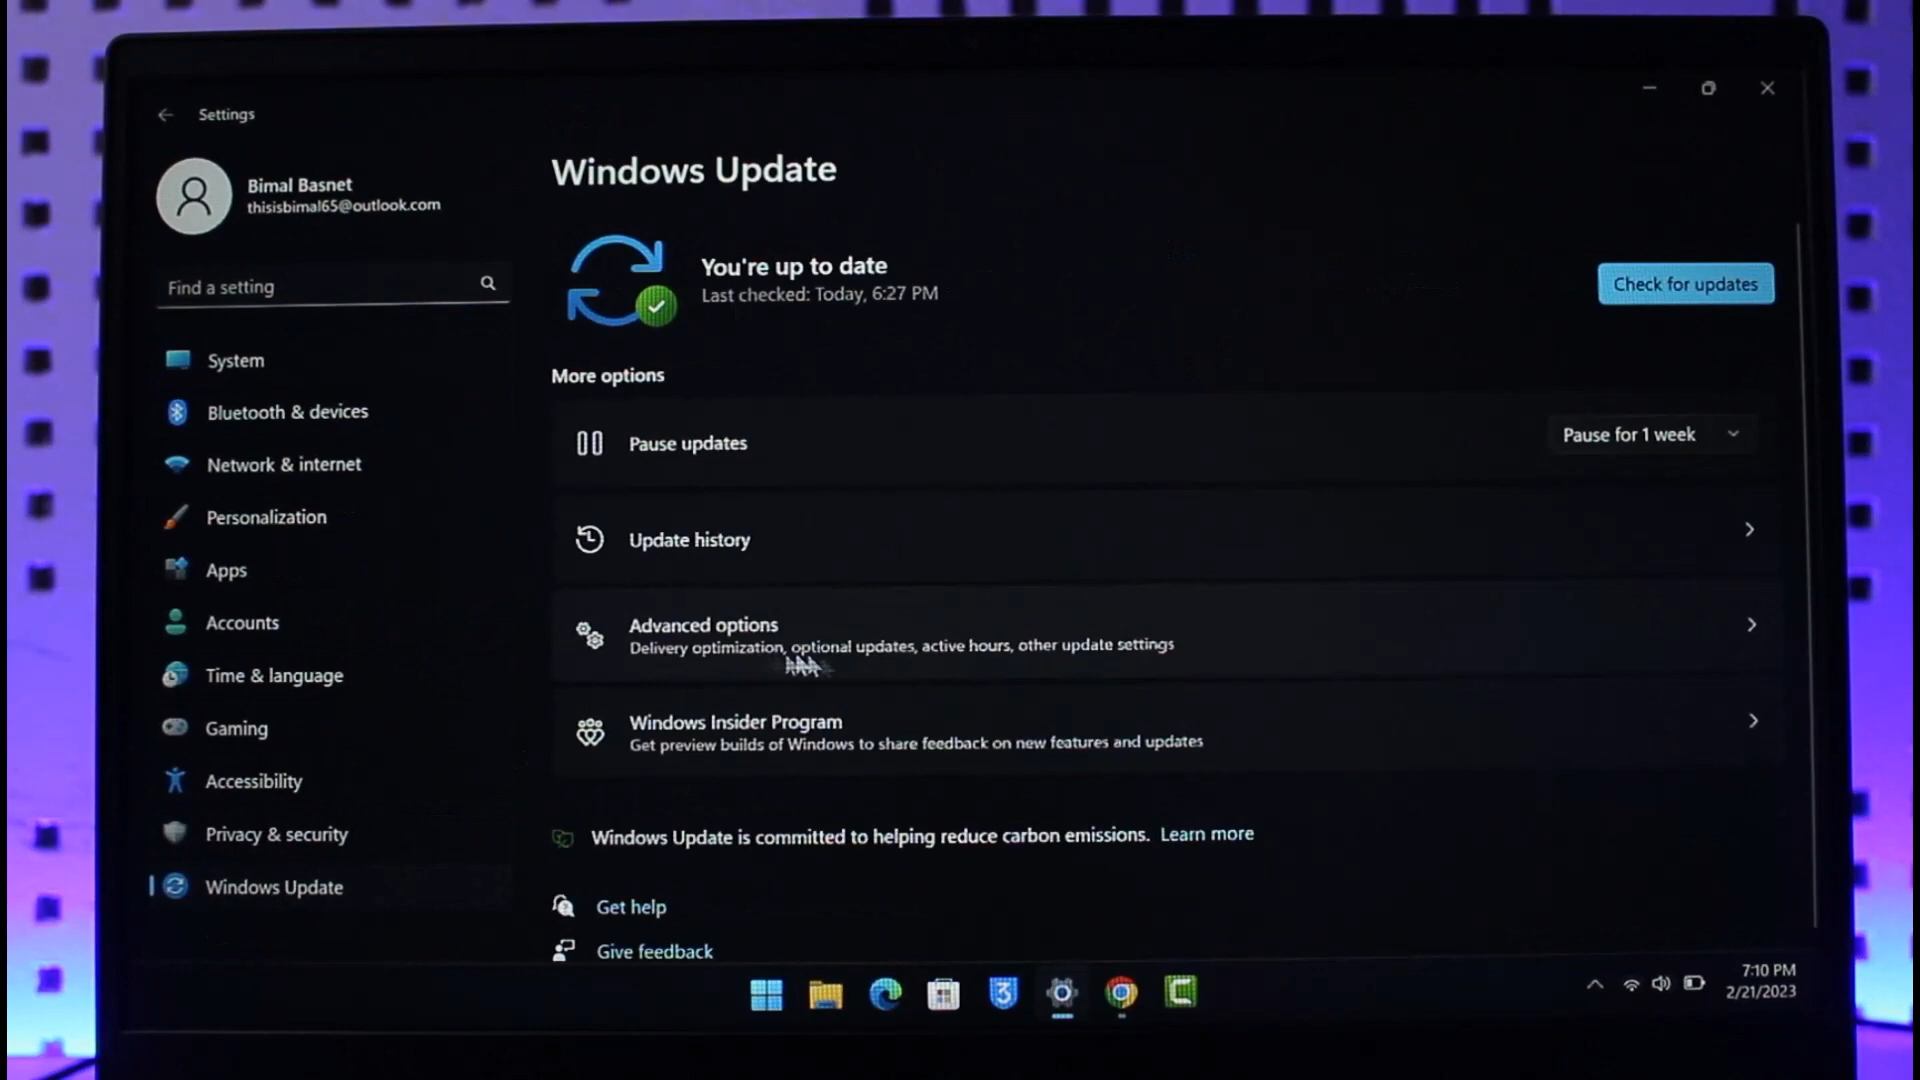 Settings
Bimal Basnet
thisisbimal65@outlook.com
Find a setting
System
Bluetooth & devices
Network & internet
Personalization
Apps
Accounts
Time & language
Gaming
Accessibility
Privacy & security
Windows Update
Windows Update
You're up to date
Last checked: Today, 6:27 PM
Check for updates
More options
Pause updates
Pause for 1 week
Update history
Advanced options
Delivery optimization, optional updates, active hours, other update settings
Windows Insider Program
Get preview builds of Windows to share feedback on new features and updates
Windows Update is committed to helping reduce carbon emissions. Learn more
Get help
Give feedback
3
7:10 PM
2/21/2023